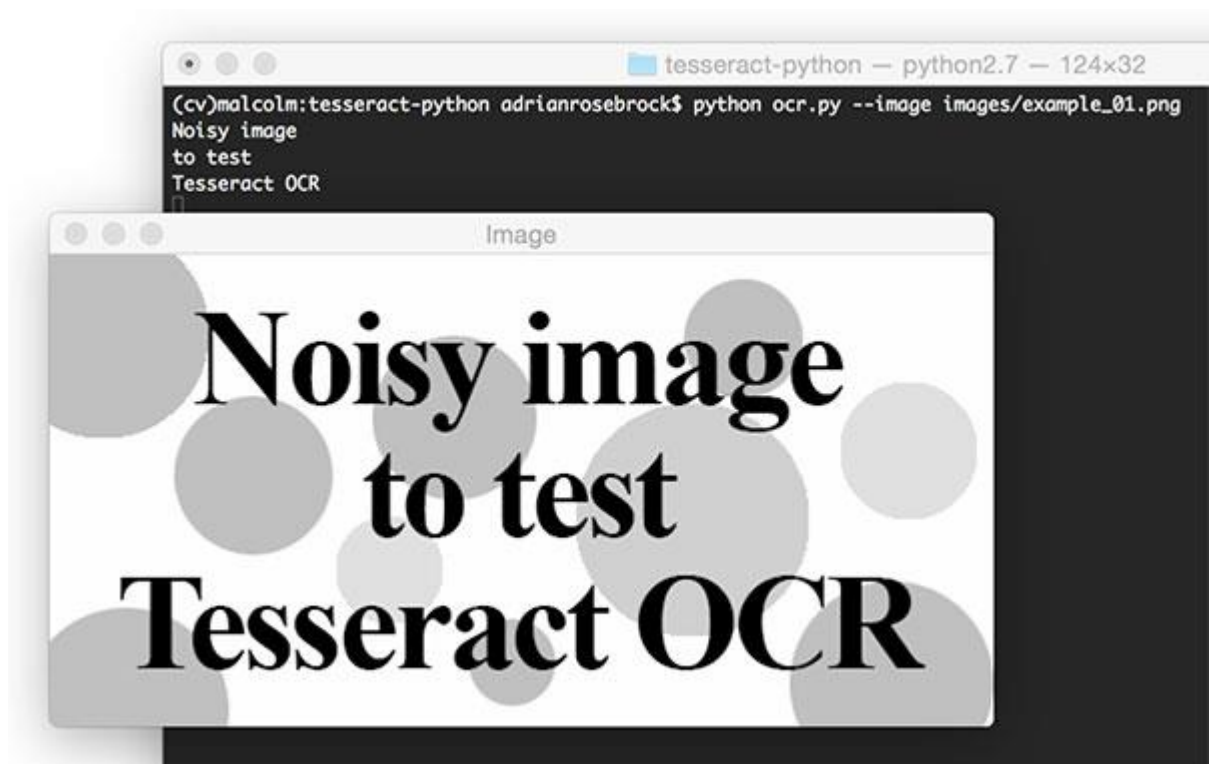 tesseract-python — python2.7 — 124×32
(cv)malcolm:tesseract-python adrianrosebrock$ python ocr.py --image images/example_01.png
Noisy image
to test
Tesseract OCR
Image
Noisy image
to test
Tesseract OCR